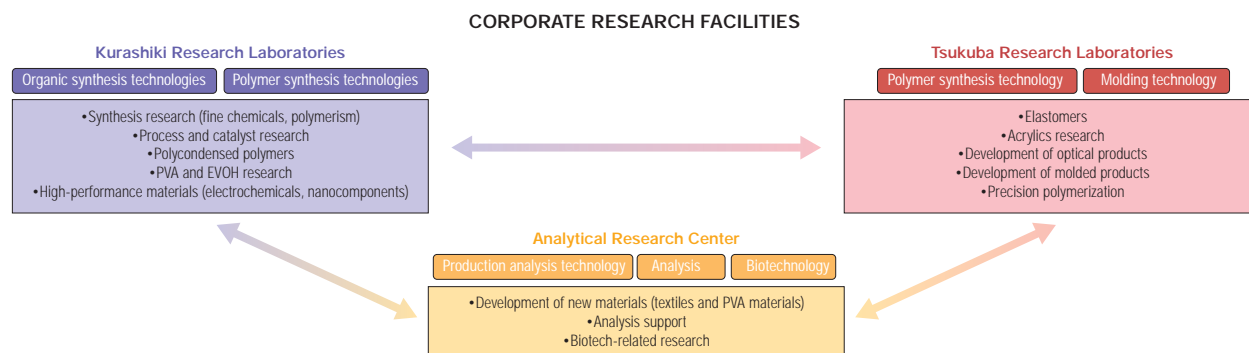 CORPORATE RESEARCH FACILITIES
Kurashiki Research Laboratories
Organic synthesis technologies
Polymer synthesis technologies
•Synthesis research (fine chemicals, polymerism)
•Process and catalyst research
•Polycondensed polymers
•PVA and EVOH research
•High-performance materials (electrochemicals, nanocomponents)
Tsukuba Research Laboratories
Polymer synthesis technology
Molding technology
•Elastomers
•Acrylics research
•Development of optical products
•Development of molded products
•Precision polymerization
Analytical Research Center
Production analysis technology
Analysis
Biotechnology
•Development of new materials (textiles and PVA materials)
•Analysis support
•Biotech-related research